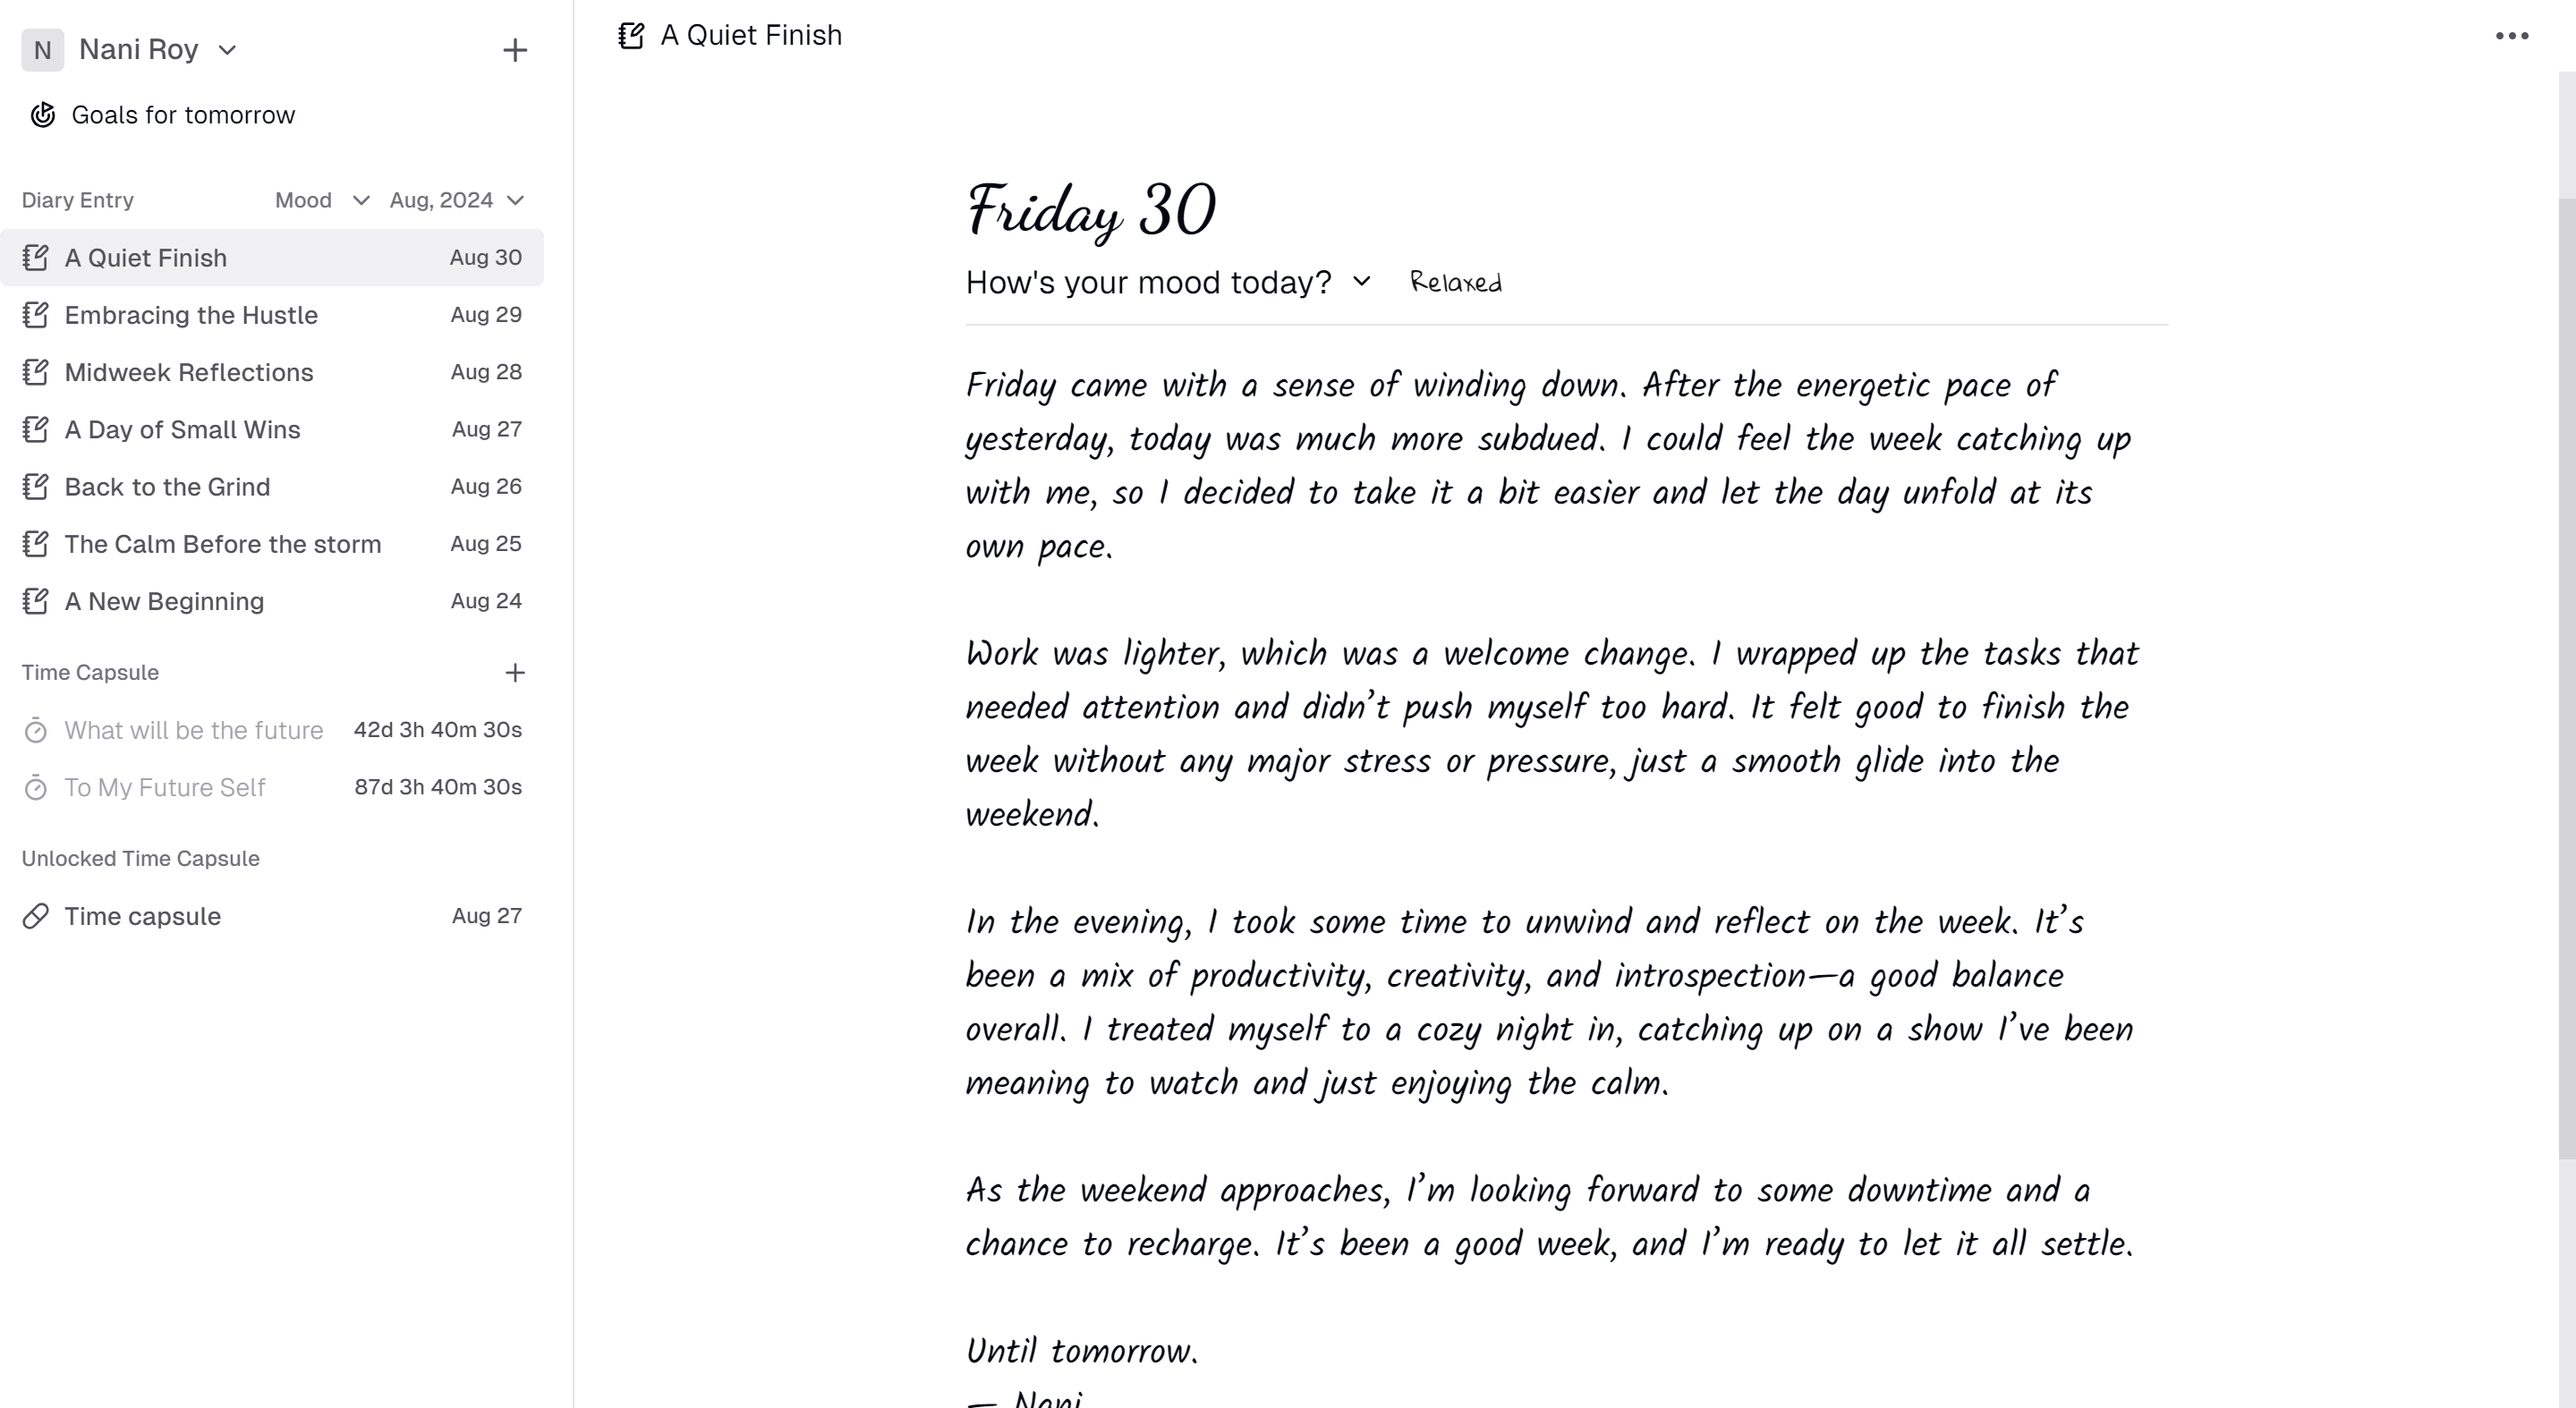 N Nani Roy
Goals for tomorrow
Diary Entry Mood Aug, 2024
A Quiet Finish Aug 30
Embracing the Hustle Aug 29
Midweek Reflections Aug 28
A Day of Small Wins Aug 27
Back to the Grind Aug 26
The Calm Before the storm Aug 25
A New Beginning Aug 24
Time Capsule
What will be the future 42d 3h 40m 30s
To My Future Self 87d 3h 40m 30s
Unlocked Time Capsule
Time capsule Aug 27
A Quiet Finish
Friday 30
How's your mood today? Relaxed
Friday came with a sense of winding down. After the energetic pace of
yesterday, today was much more subdued. I could feel the week catching up
with me, so I decided to take it a bit easier and let the day unfold at its
own pace.
Work was lighter, which was a welcome change. I wrapped up the tasks that
needed attention and didn’t push myself too hard. It felt good to finish the
week without any major stress or pressure, just a smooth glide into the
weekend.
In the evening, I took some time to unwind and reflect on the week. It’s
been a mix of productivity, creativity, and introspection—a good balance
overall. I treated myself to a cozy night in, catching up on a show I’ve been
meaning to watch and just enjoying the calm.
As the weekend approaches, I’m looking forward to some downtime and a
chance to recharge. It’s been a good week, and I’m ready to let it all settle.
Until tomorrow.
— Nani